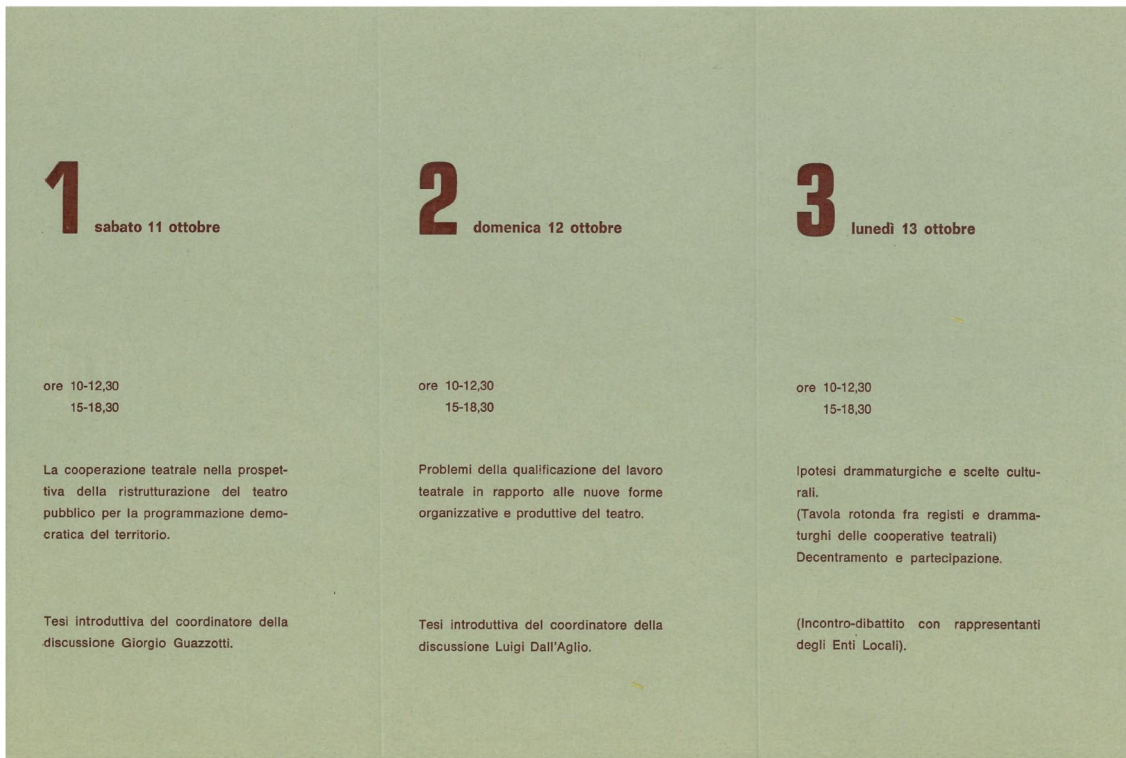 1 sabato 11 ottobre
ore 10-12,30
15-18,30
La cooperazione teatrale nella prospet-
tiva della ristrutturazione del teatro
pubblico per la programmazione demo-
cratica del territorio.
Tesi introduttiva del coordinatore della
discussione Giorgio Guazzotti.
2 domenica 12 ottobre
ore 10-12,30
15-18,30
Problemi della qualificazione del lavoro
teatrale in rapporto alle nuove forme
organizzative e produttive del teatro.
Tesi introduttiva del coordinatore della
discussione Luigi Dall'Aglio.
3 lunedì 13 ottobre
ore 10-12,30
15-18,30
Ipotesi drammaturgiche e scelte cultu-
rali.
(Tavola rotonda fra registi e dramma-
turghi delle cooperative teatrali)
Decentramento e partecipazione.
(Incontro-dibattito con rappresentanti
degli Enti Locali).